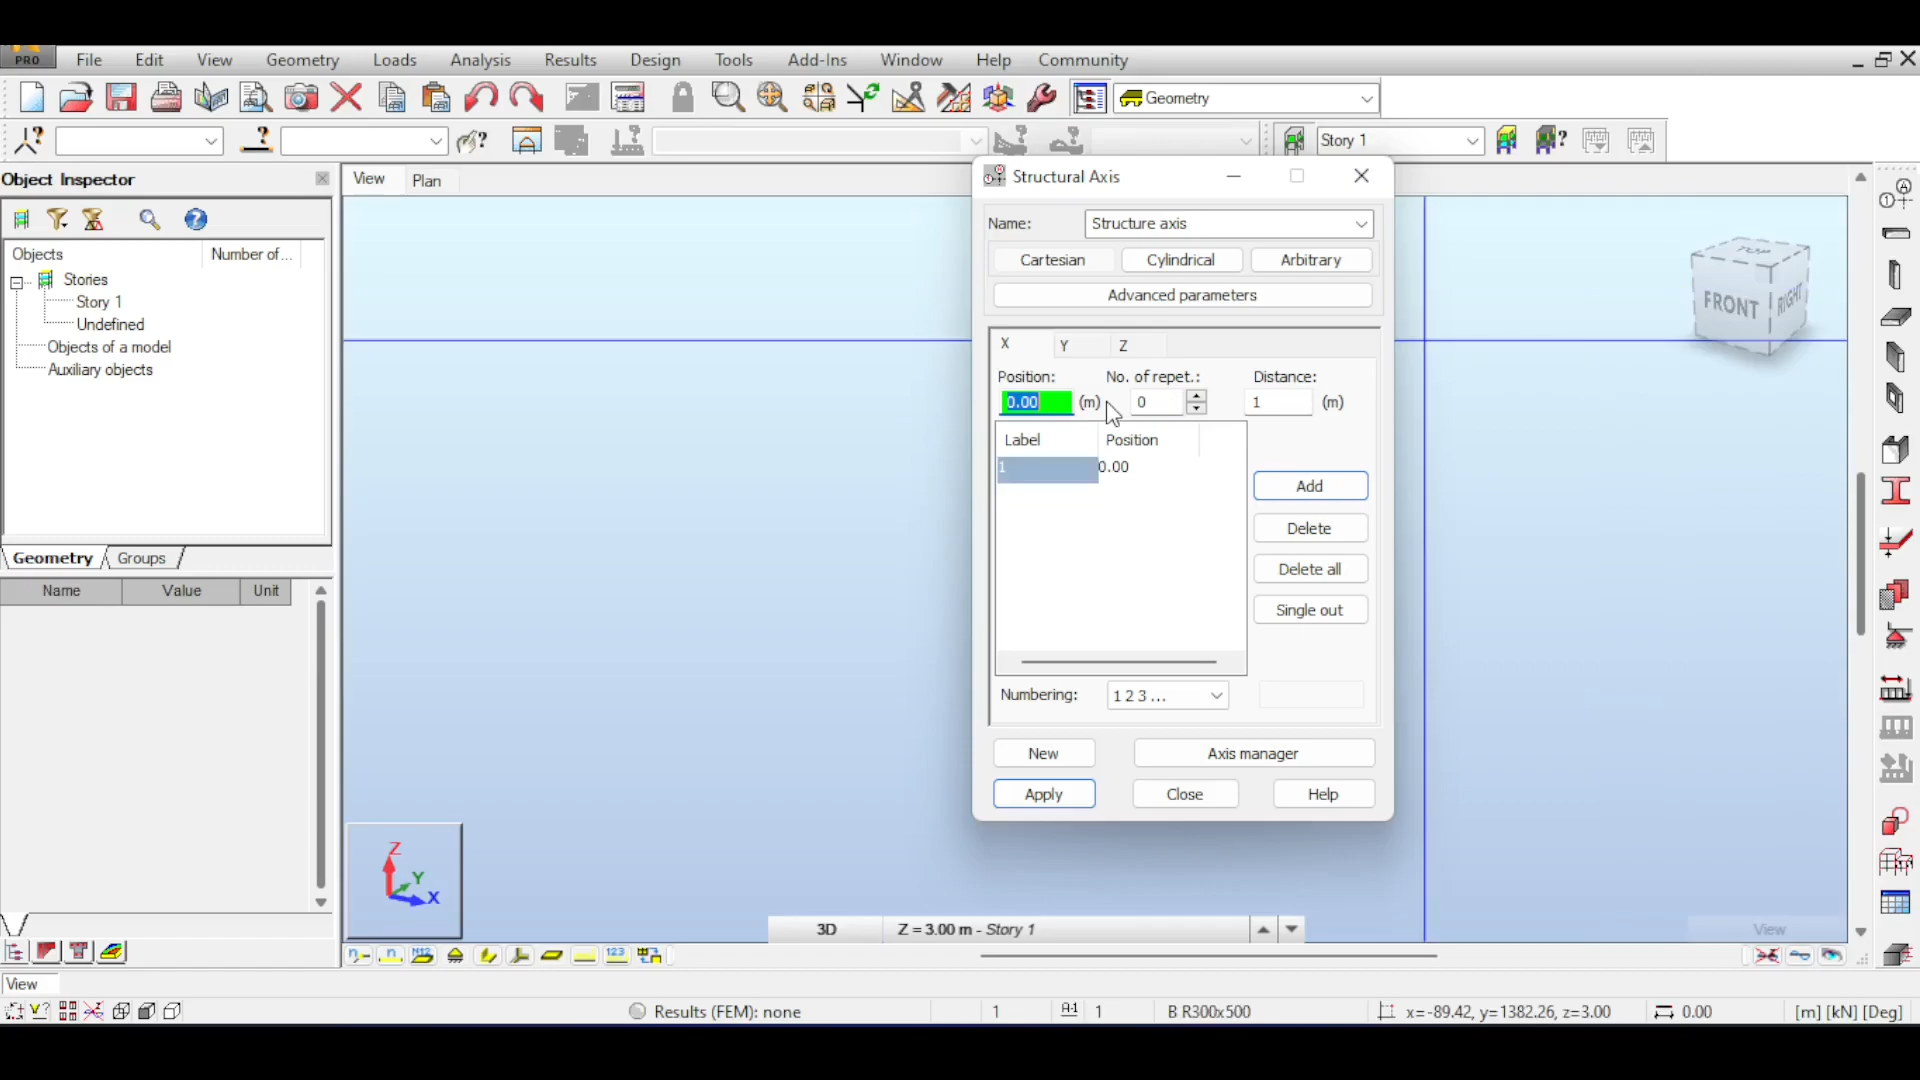 PRO File Edit View Geometry Loads Analysis Results Design Tools Add-Ins Window Help Community
Geometry
Story 1
Object Inspector
View Plan
Structural Axis
Name: Structure axis
Cartesian Cylindrical Arbitrary
Advanced parameters
Objects Number of...
Stories
Story 1
Undefined
Objects of a model
Auxiliary objects
TOP
FRONT RIGHT
X Y Z
Position: No. of repet.: Distance:
0.00 (m) 0 1 (m)
Label Position
1 0.00
Add
Delete
Delete all
Single out
Numbering: 1 2 3 ...
New Axis manager
Apply Close Help
Geometry Groups
Name Value Unit
Z
Y
X
3D Z = 3.00 m - Story 1
View
View
Results (FEM): none 1 1 B R300x500 x=-89.42, y=1382.26, z=3.00 0.00 [m] [kN] [Deg]